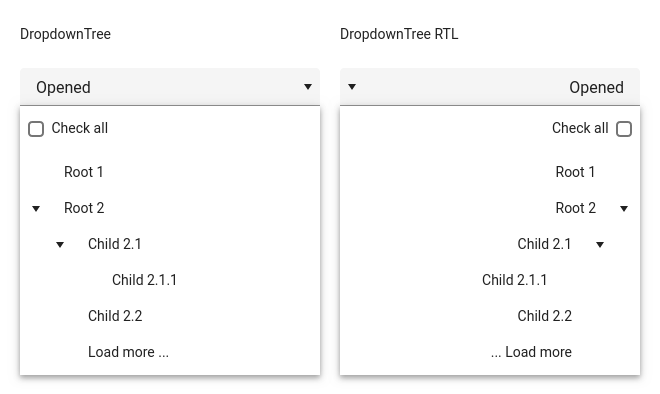 DropdownTree
Opened
Check all
Root 1
Root 2
Child 2.1
Child 2.1.1
Child 2.2
Load more ...
DropdownTree RTL
Opened
Check all
Root 1
Root 2
Child 2.1
Child 2.1.1
Child 2.2
... Load more